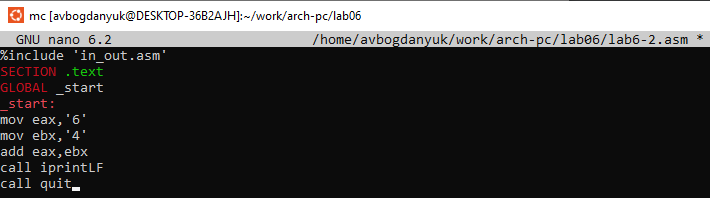 mc [avbogdanyuk@DESKTOP-36B2AJH]:~/work/arch-pc/lab06
GNU nano 6.2 /home/avbogdanyuk/work/arch-pc/lab06/lab6-2.asm *
%include 'in_out.asm'
SECTION .text
GLOBAL _start
_start:
mov eax,'6'
mov ebx,'4'
add eax,ebx
call iprintLF
call quit